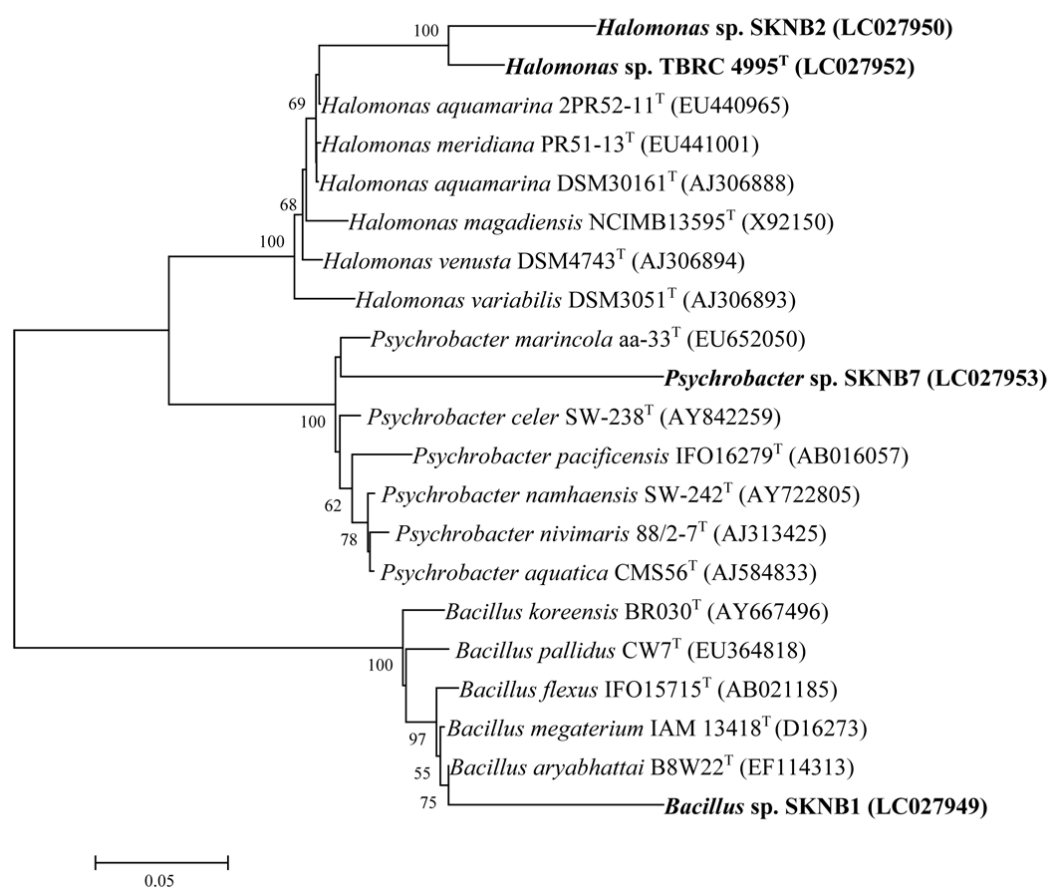 100
Halomonas sp. SKNB2 (LC027950)
Halomonas sp. TBRC 4995ᵀ (LC027952)
69
Halomonas aquamarina 2PR52-11ᵀ (EU440965)
Halomonas meridiana PR51-13ᵀ (EU441001)
Halomonas aquamarina DSM30161ᵀ (AJ306888)
68
Halomonas magadiensis NCIMB13595ᵀ (X92150)
100
Halomonas venusta DSM4743ᵀ (AJ306894)
Halomonas variabilis DSM3051ᵀ (AJ306893)
Psychrobacter marincola aa-33ᵀ (EU652050)
Psychrobacter sp. SKNB7 (LC027953)
100
Psychrobacter celer SW-238ᵀ (AY842259)
Psychrobacter pacificensis IFO16279ᵀ (AB016057)
62
Psychrobacter namhaensis SW-242ᵀ (AY722805)
78
Psychrobacter nivimaris 88/2-7ᵀ (AJ313425)
Psychrobacter aquatica CMS56ᵀ (AJ584833)
Bacillus koreensis BR030ᵀ (AY667496)
100
Bacillus pallidus CW7ᵀ (EU364818)
Bacillus flexus IFO15715ᵀ (AB021185)
97
Bacillus megaterium IAM 13418ᵀ (D16273)
55
Bacillus aryabhattai B8W22ᵀ (EF114313)
75
Bacillus sp. SKNB1 (LC027949)
0.05